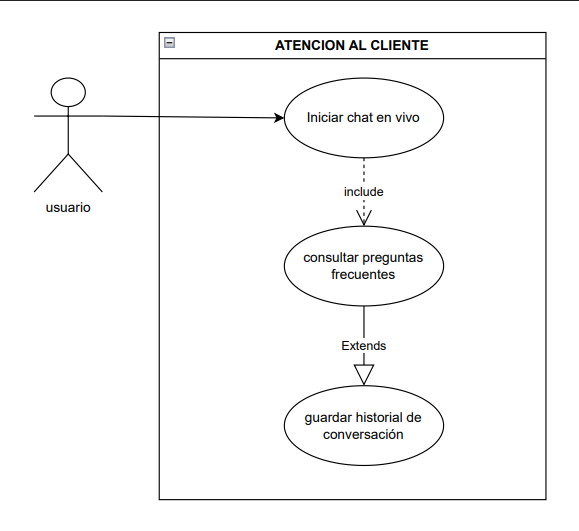 ATENCION AL CLIENTE
Iniciar chat en vivo
usuario
include
consultar preguntas
frecuentes
Extends
guardar historial de
conversación